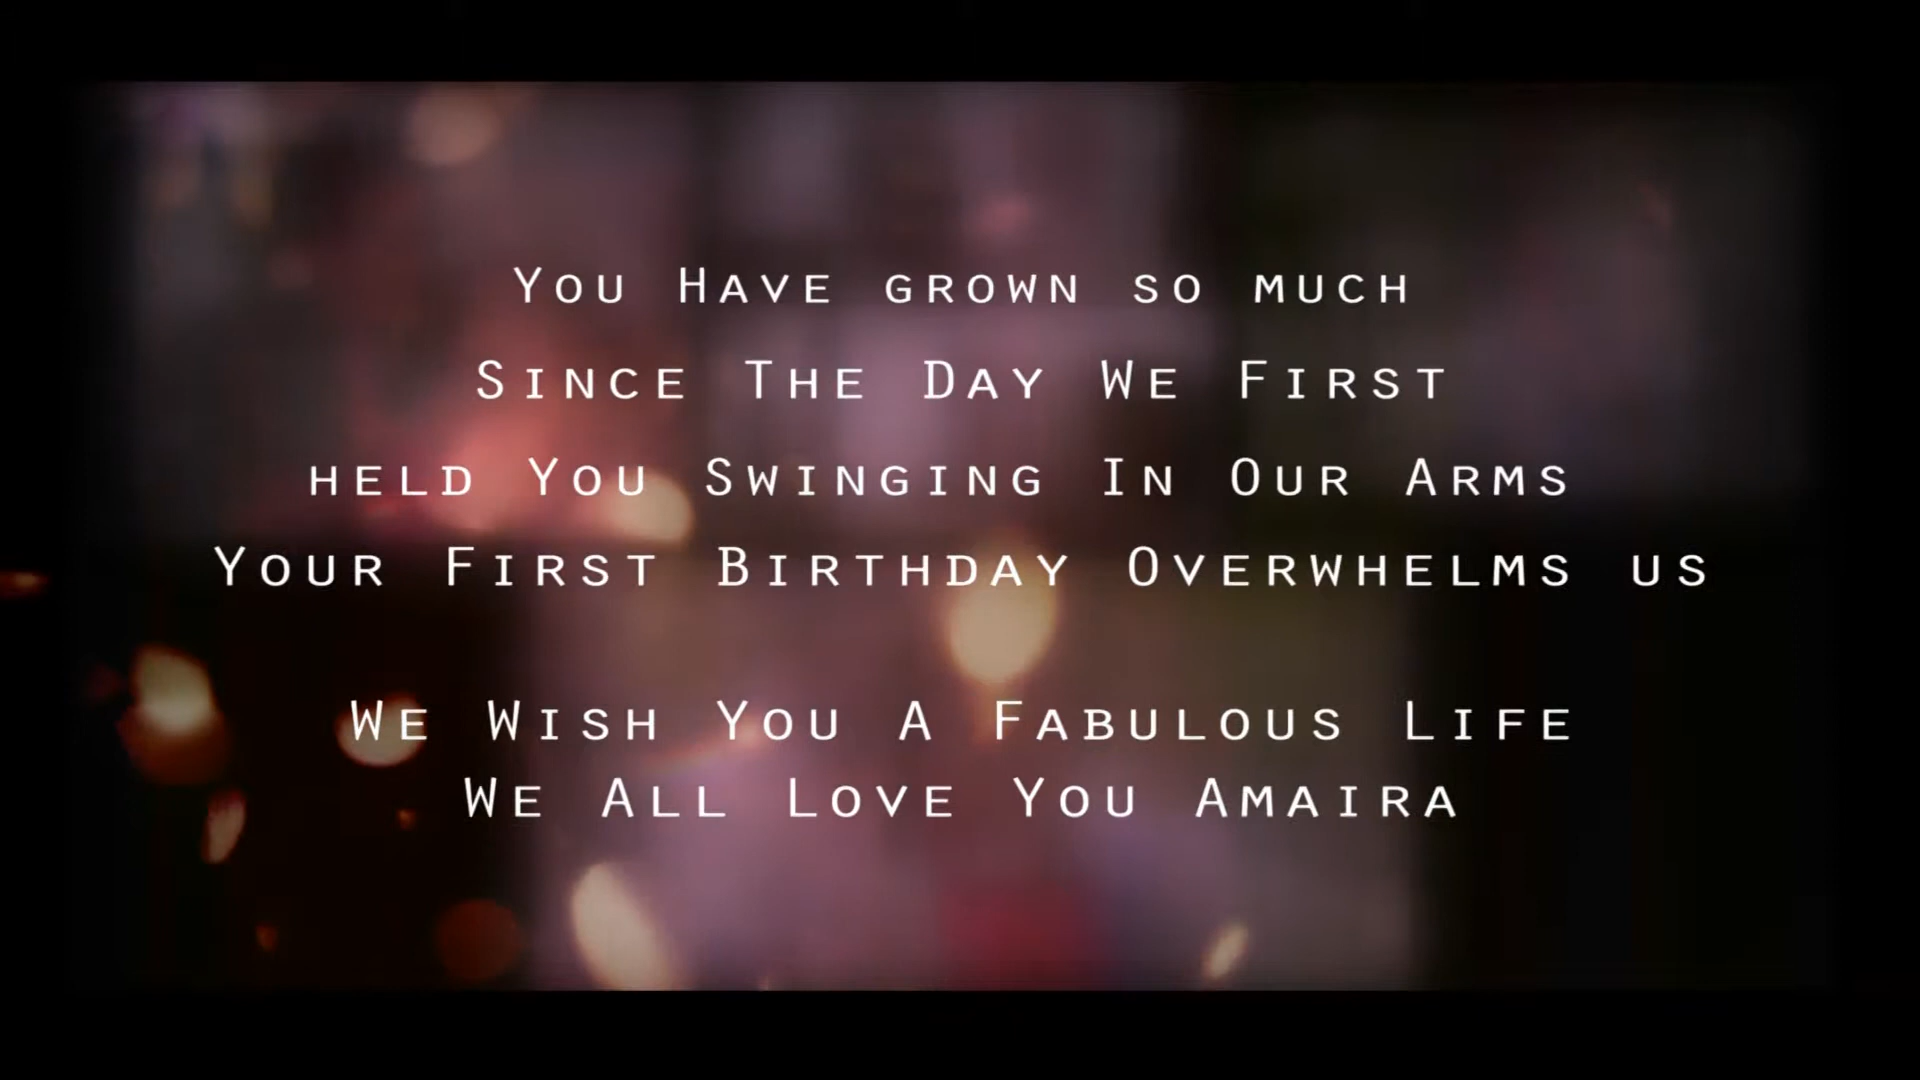 You Have grown so much
Since The Day We First
held You Swinging In Our Arms
Your First Birthday Overwhelms us
We Wish You A Fabulous Life
We All Love You Amaira